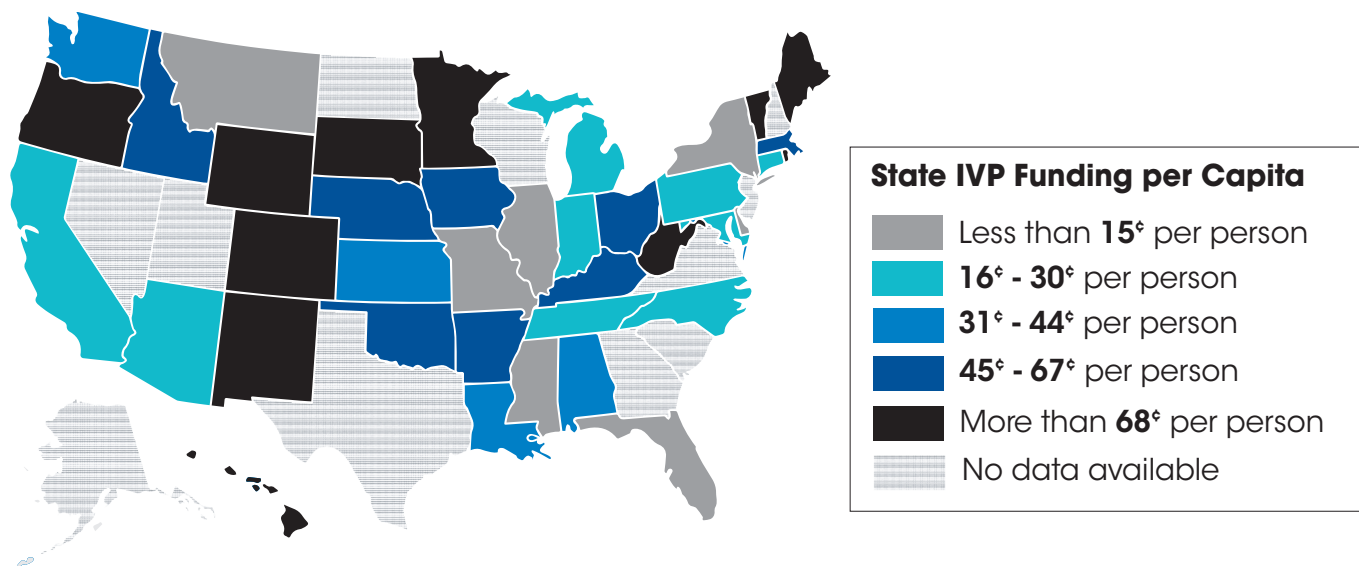 State IVP Funding per Capita
Less than 15¢ per person
16¢ - 30¢ per person
31¢ - 44¢ per person
45¢ - 67¢ per person
More than 68¢ per person
No data available